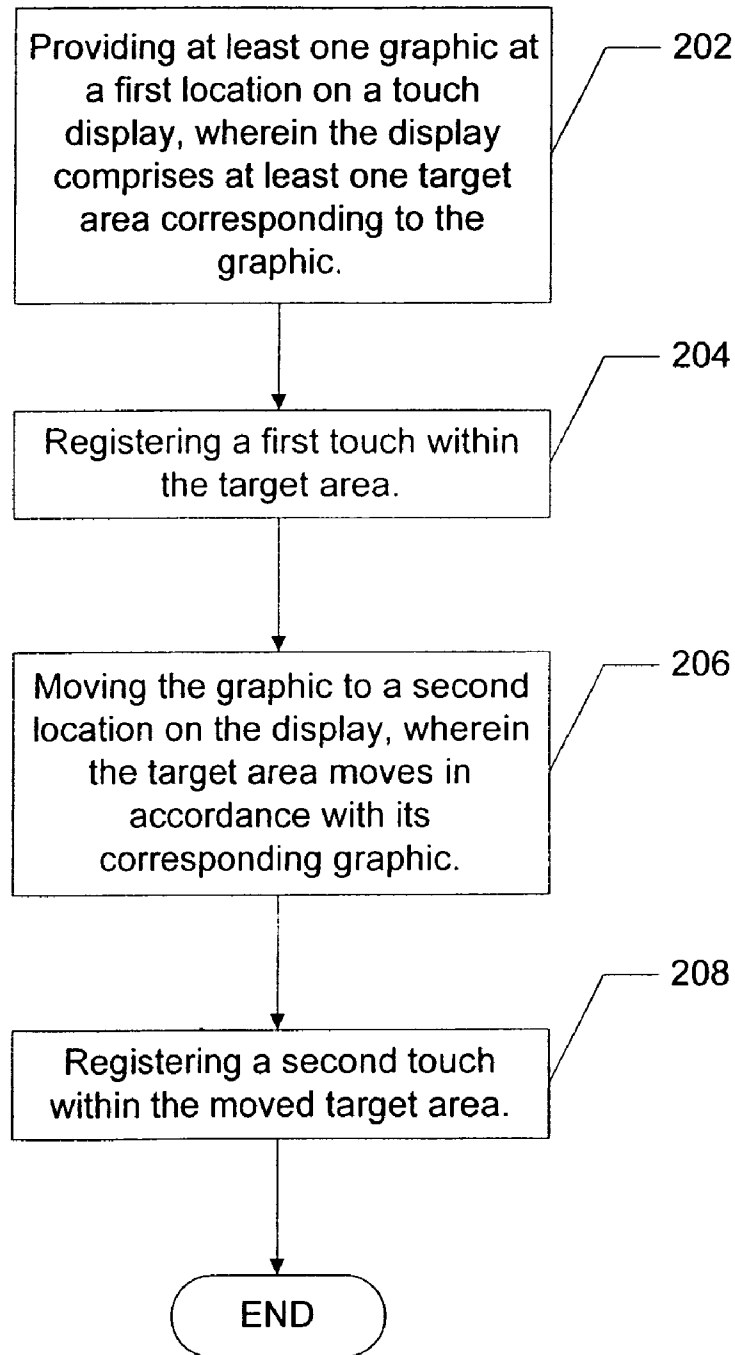 Providing at least one graphic at
a first location on a touch
display, wherein the display
comprises at least one target
area corresponding to the
graphic.
202
Registering a first touch within
the target area.
204
Moving the graphic to a second
location on the display, wherein
the target area moves in
accordance with its
corresponding graphic.
206
Registering a second touch
within the moved target area.
208
END